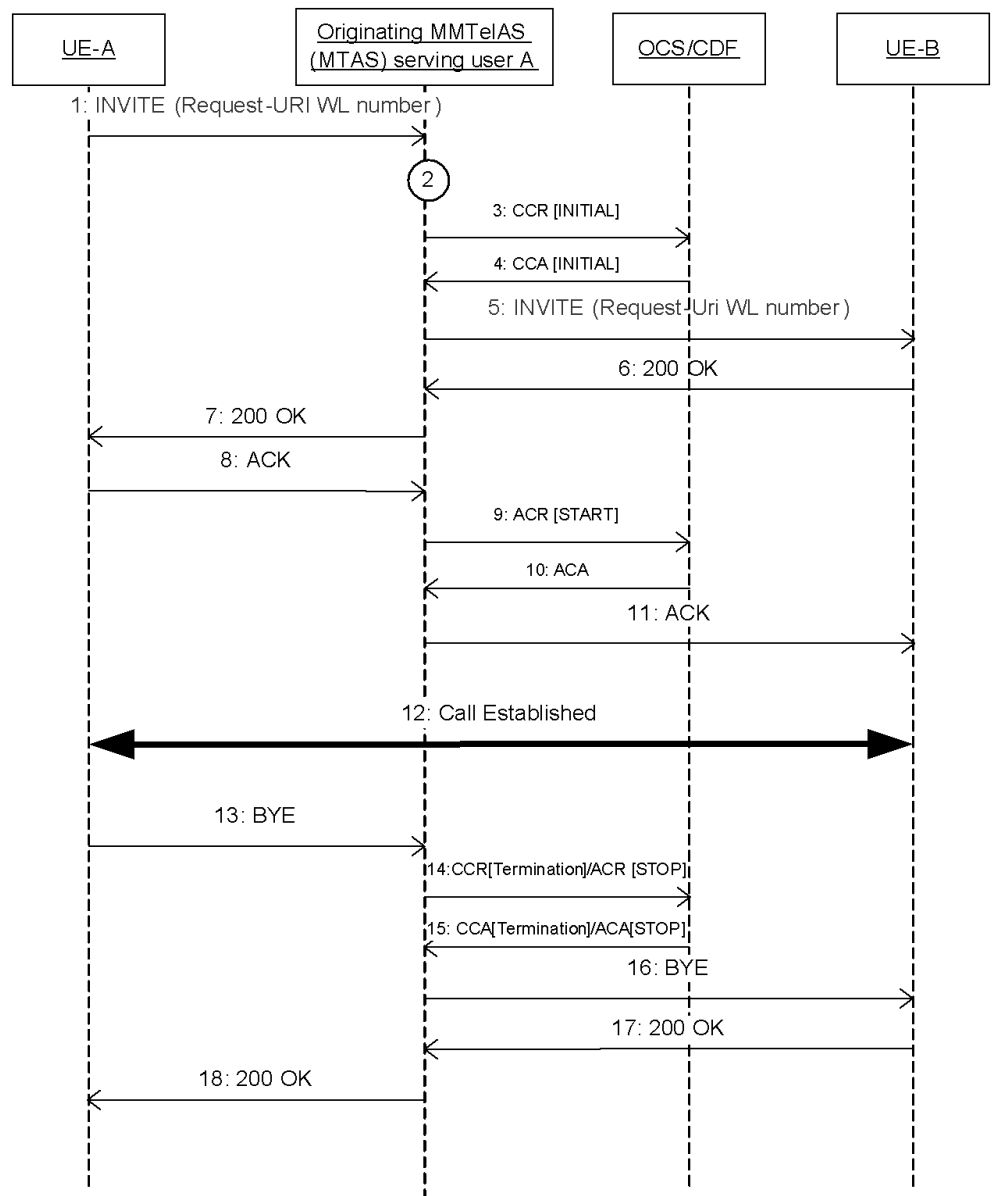 UE-A
Originating MMTelAS
(MTAS) serving user A
OCS/CDF
UE-B
1: INVITE (Request-URI WL number)
2
3: CCR [INITIAL]
4: CCA [INITIAL]
5: INVITE (Request-Uri WL number)
6: 200 OK
7: 200 OK
8: ACK
9: ACR [START]
10: ACA
11: ACK
12: Call Established
13: BYE
14:CCR[Termination]/ACR [STOP]
15: CCA[Termination]/ACA[STOP]
16: BYE
17: 200 OK
18: 200 OK